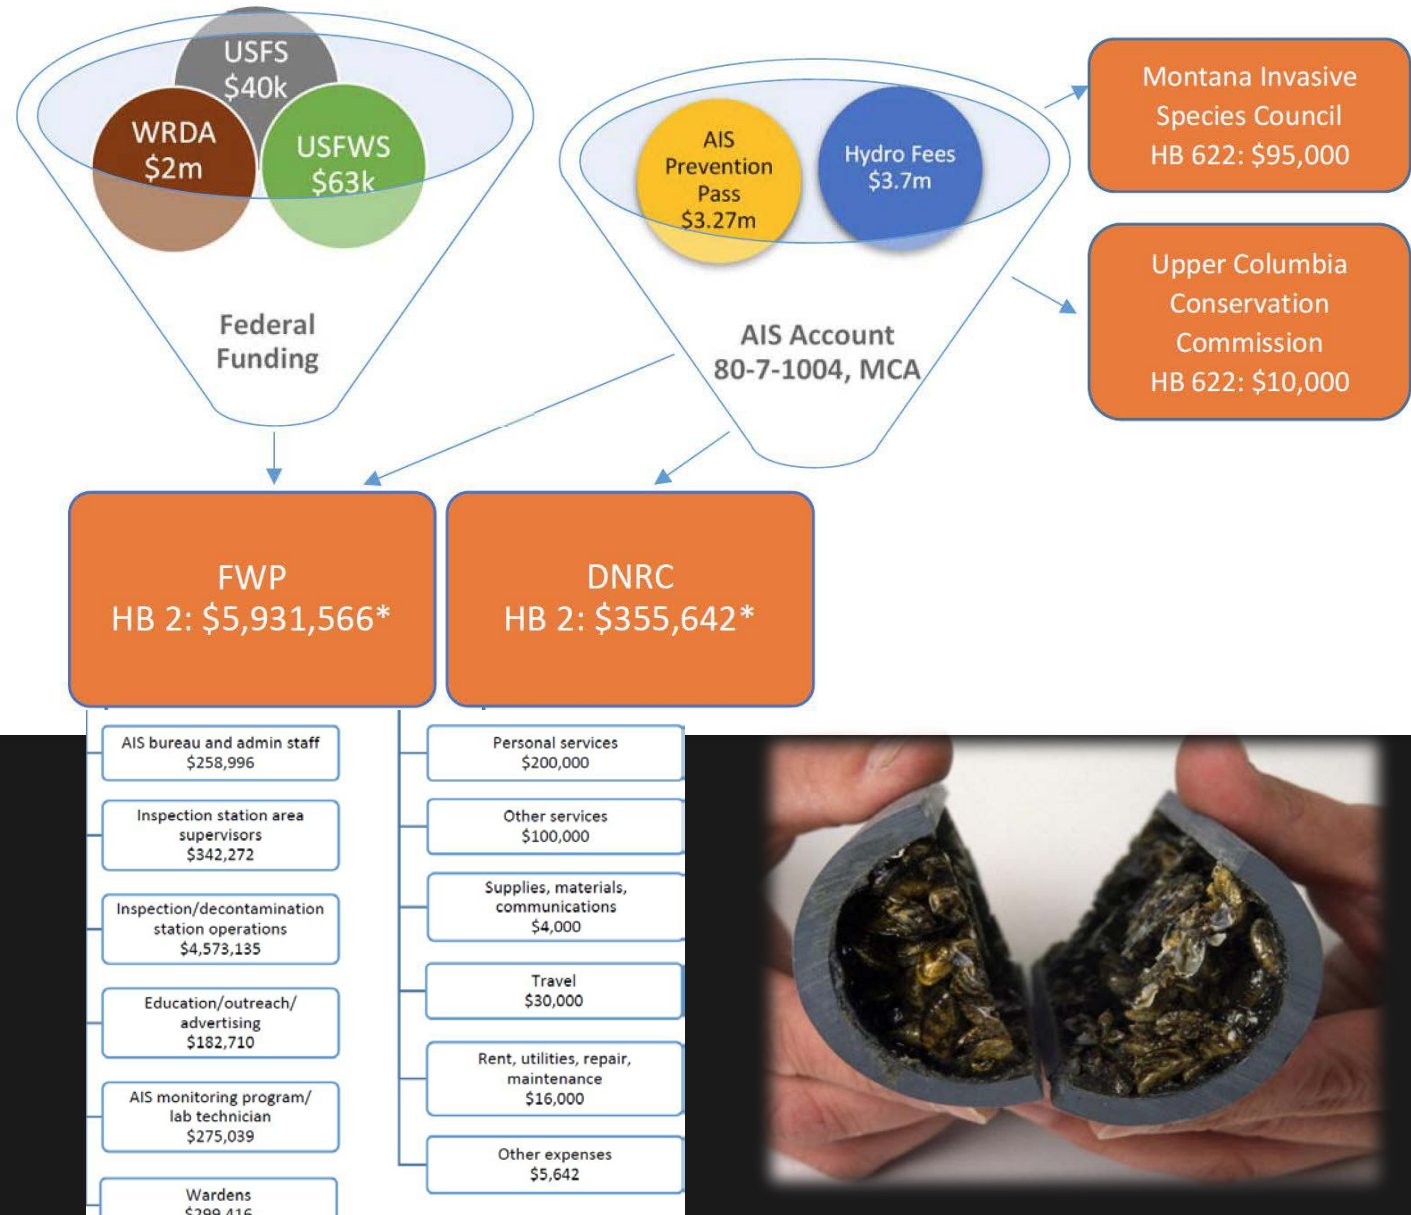 USFS
$40k
WRDA
$2m
USFWS
$63k
Federal
Funding
AIS
Prevention
Pass
$3.27m
Hydro Fees
$3.7m
AIS Account
80-7-1004, MCA
Montana Invasive
Species Council
HB 622: $95,000
Upper Columbia
Conservation
Commission
HB 622: $10,000
FWP
HB 2: $5,931,566*
DNRC
HB 2: $355,642*
AIS bureau and admin staff
$258,996
Inspection station area
supervisors
$342,272
Inspection/decontamination
station operations
$4,573,135
Education/outreach/
advertising
$182,710
AIS monitoring program/
lab technician
$275,039
Wardens
$299,416
Personal services
$200,000
Other services
$100,000
Supplies, materials,
communications
$4,000
Travel
$30,000
Rent, utilities, repair,
maintenance
$16,000
Other expenses
$5,642